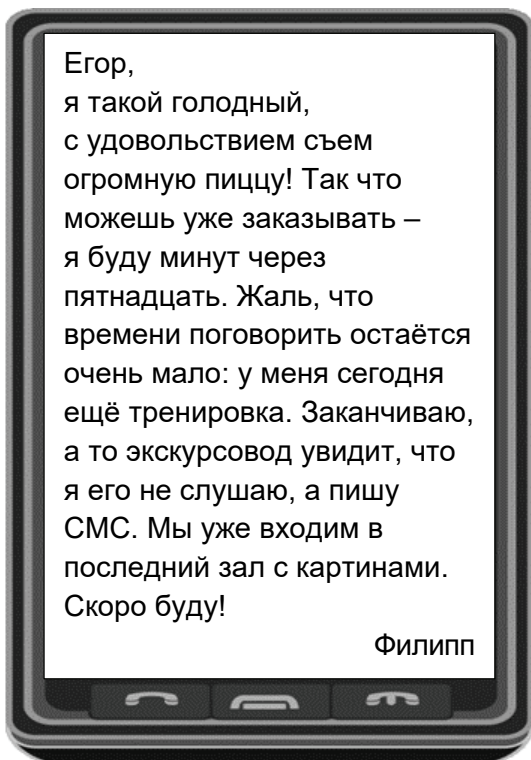 Егор,
я такой голодный,
с удовольствием съем
огромную пиццу! Так что
можешь уже заказывать –
я буду минут через
пятнадцать. Жаль, что
времени поговорить остаётся
очень мало: у меня сегодня
ещё тренировка. Заканчиваю,
а то экскурсовод увидит, что
я его не слушаю, а пишу
СМС. Мы уже входим в
последний зал с картинами.
Скоро буду!
Филипп